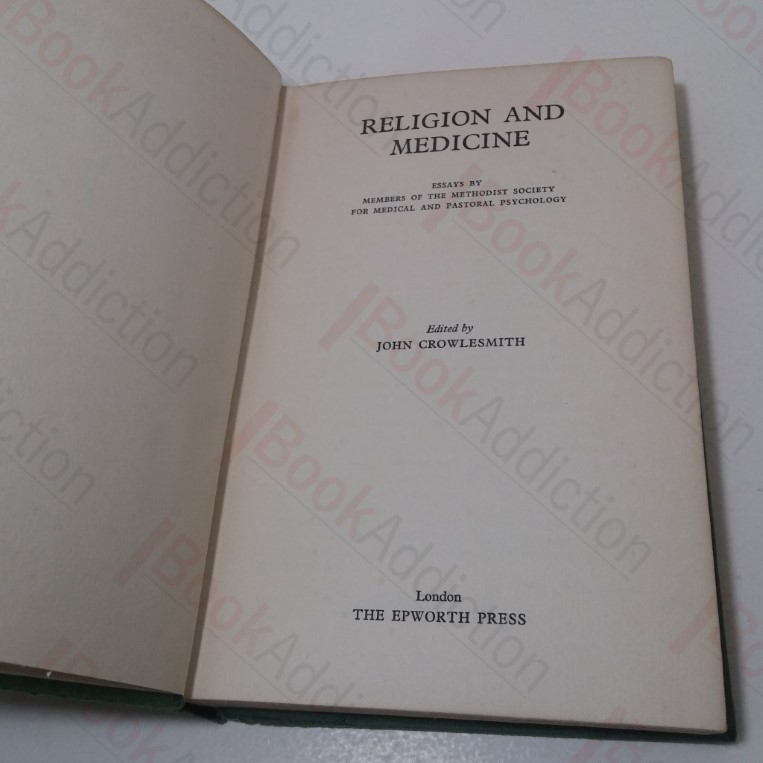 RELIGION AND
MEDICINE
ESSAYS BY
MEMBERS OF THE METHODIST SOCIETY
FOR MEDICAL AND PASTORAL PSYCHOLOGY
Edited by
JOHN CROWLESMITH
London
THE EPWORTH PRESS
BookAddiction